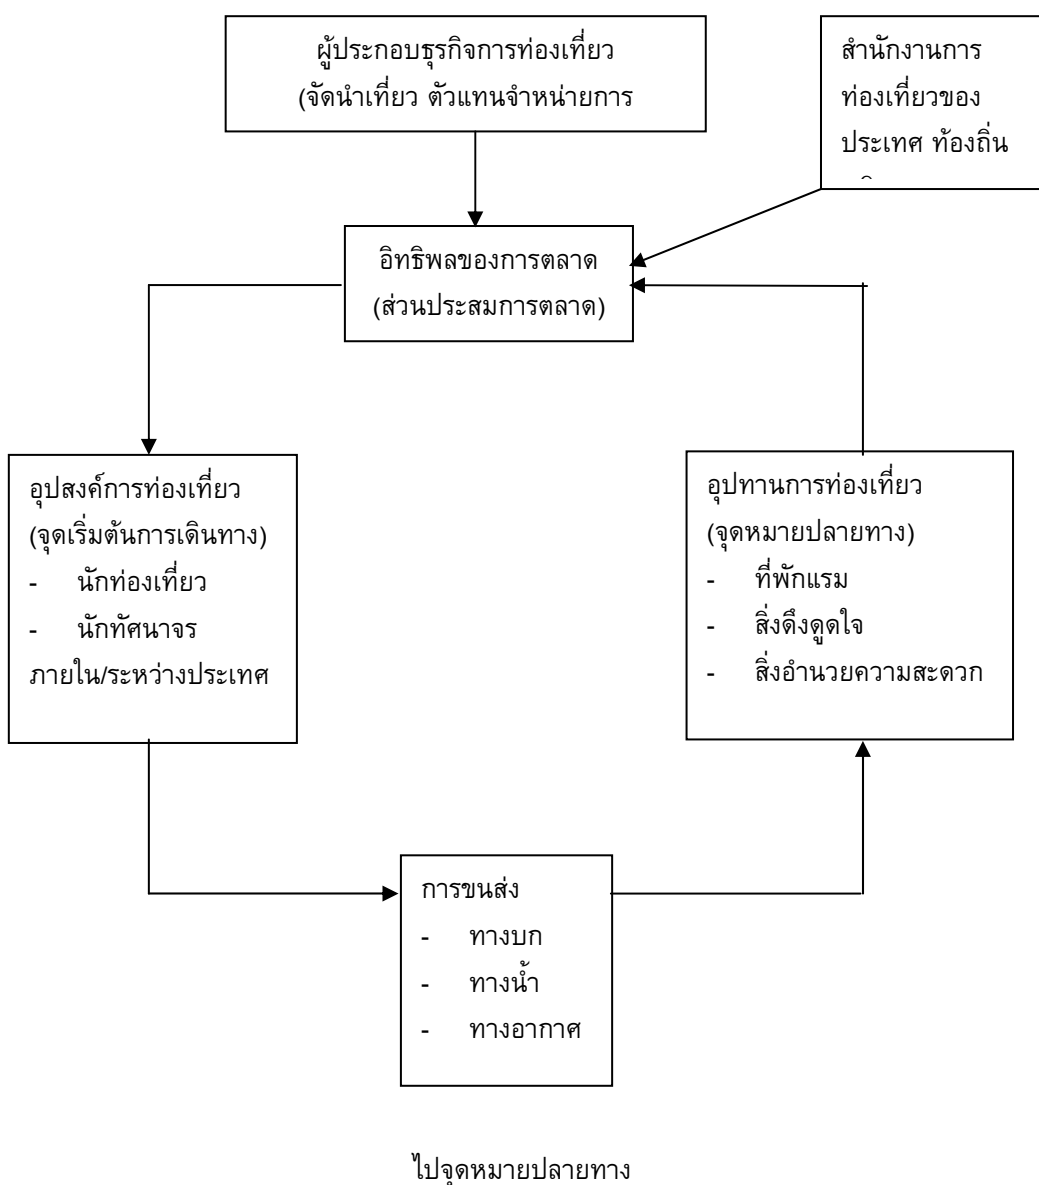 ผู้ประกอบธุรกิจการท่องเที่ยว
(จัดนำเที่ยว ตัวแทนจำหน่ายการ
สำนักงานการ
ท่องเที่ยวของ
ประเทศ ท้องถิ่น
อิทธิพลของการตลาด
(ส่วนประสมการตลาด)
อุปสงค์การท่องเที่ยว
(จุดเริ่มต้นการเดินทาง)
- นักท่องเที่ยว
- นักทัศนาจร
ภายใน/ระหว่างประเทศ
อุปทานการท่องเที่ยว
(จุดหมายปลายทาง)
- ที่พักแรม
- สิ่งดึงดูดใจ
- สิ่งอำนวยความสะดวก
การขนส่ง
- ทางบก
- ทางน้ำ
- ทางอากาศ
ไปจุดหมายปลายทาง